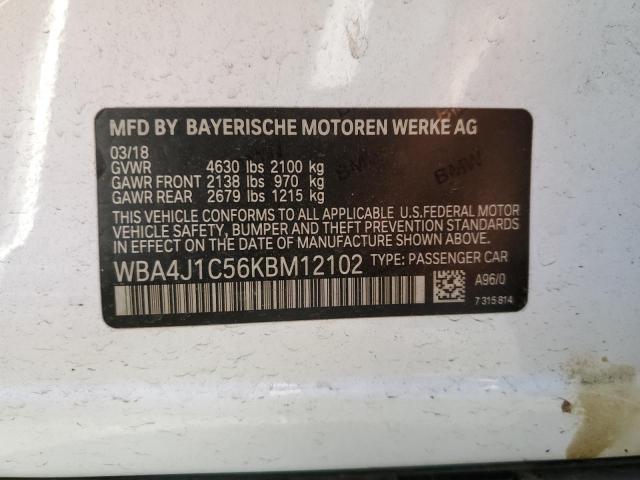 MFD BY BAYERISCHE MOTOREN WERKE AG
03/18
GVWR 4630 lbs 2100 kg
GAWR FRONT 2138 lbs 970 kg
GAWR REAR 2679 lbs 1215 kg
THIS VEHICLE CONFORMS TO ALL APPLICABLE U.S.FEDERAL MOTOR
VEHICLE SAFETY, BUMPER AND THEFT PREVENTION STANDARDS
IN EFFECT ON THE DATE OF MANUFACTURE SHOWN ABOVE.
WBA4J1C56KBM12102 TYPE: PASSENGER CAR
A96/0
7 315 814
BMW